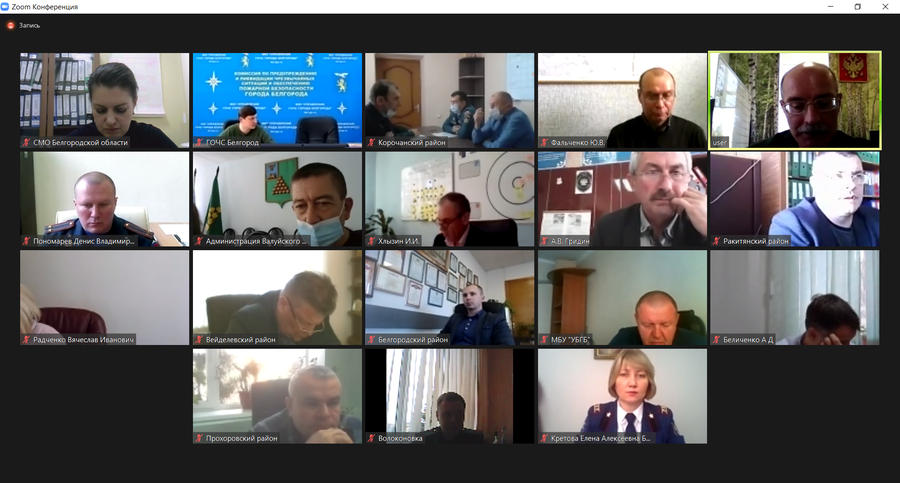 Zoom Конференция
Запись
КОМИССИЯ ПО ПРЕДУПРЕЖДЕНИЮ
И ЛИКВИДАЦИИ ЧРЕЗВЫЧАЙНЫХ
СИТУАЦИЙ И ОБЕСПЕЧЕНИЮ
ПОЖАРНОЙ БЕЗОПАСНОСТИ
ГОРОДА БЕЛГОРОДА
СМО Белгородской области
ГОЧС Белгород
Корочанский район
Фальченко Ю.В.
user
Пономарев Денис Владимир...
Администрация Валуйского ...
Хлызин И.И.
А.В. Гридин
Ракитянский район
Радченко Вячеслав Иванович
Вейделевский район
Белгородский район
МБУ "УБГБ"
Беличенко А Д
Прохоровский район
Волоконовка
Кретова Елена Алексеевна Б...